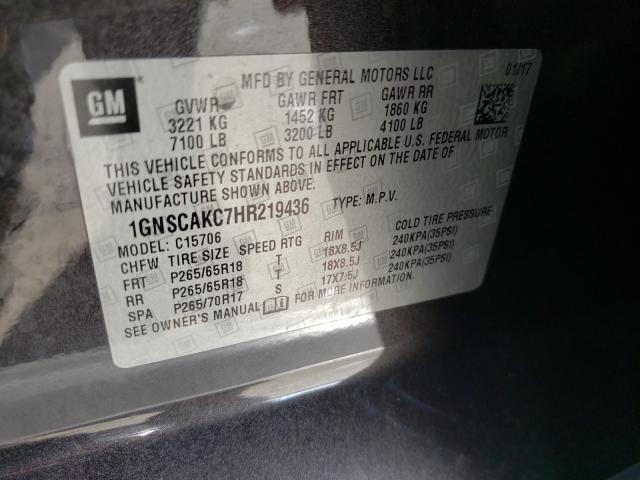 GM
MFD BY GENERAL MOTORS LLC
01/17
GVWR GAWR FRT GAWR RR
3221 KG 1452 KG 1860 KG
7100 LB 3200 LB 4100 LB
THIS VEHICLE CONFORMS TO ALL APPLICABLE U.S. FEDERAL MOTOR
VEHICLE SAFETY STANDARDS IN EFFECT ON THE DATE OF
MANUFACTURE SHOWN ABOVE.
1GNSCAKC7HR219436 TYPE: M.P.V.
MODEL: C15706
CHFW TIRE SIZE SPEED RTG RIM COLD TIRE PRESSURE
FRT P265/65R18 T 18X8.5J 240KPA(35PSI)
RR P265/65R18 T 18X8.5J 240KPA(35PSI)
SPA P265/70R17 S 17X7.5J 240KPA(35PSI)
SEE OWNER'S MANUAL FOR MORE INFORMATION.